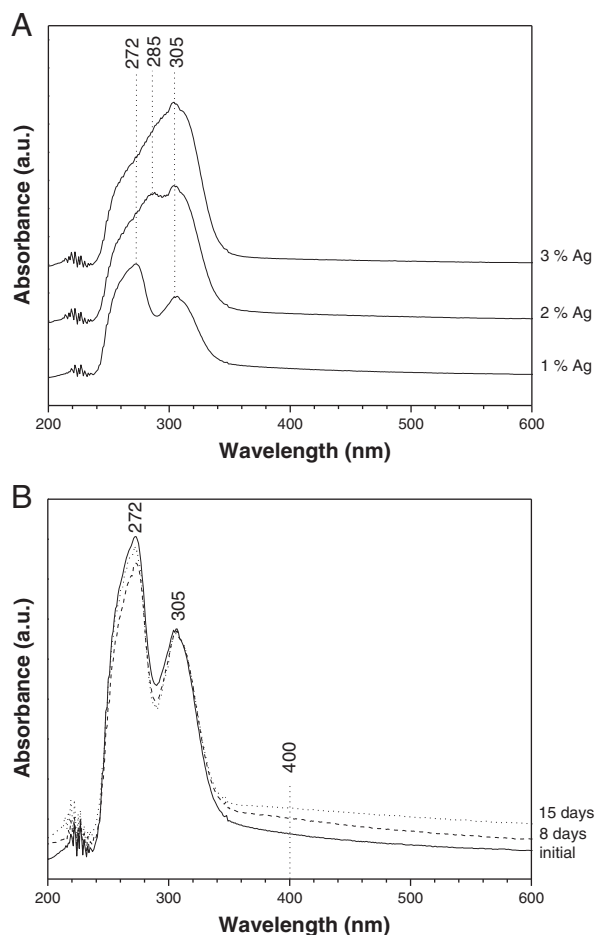 A
272
285
305
Absorbance (a.u.)
3 % Ag
2 % Ag
1 % Ag
200
300
400
500
600
Wavelength (nm)
B
272
305
400
Absorbance (a.u.)
15 days
8 days
initial
200
300
400
500
600
Wavelength (nm)